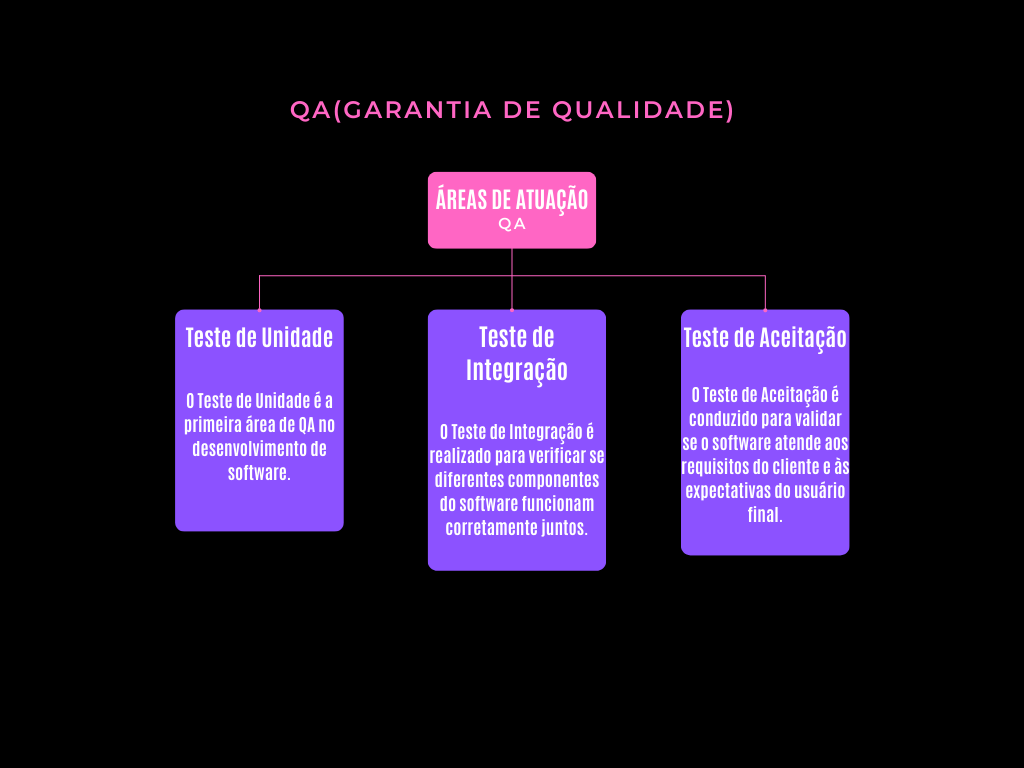 QA(GARANTIA DE QUALIDADE)
ÁREAS DE ATUAÇÃO
QA
Teste de Unidade
O Teste de Unidade é a
primeira área de QA no
desenvolvimento de
software.
Teste de
Integração
O Teste de Integração é
realizado para verificar se
diferentes componentes
do software funcionam
corretamente juntos.
Teste de Aceitação
O Teste de Aceitação é
conduzido para validar
se o software atende aos
requisitos do cliente e às
expectativas do usuário
final.